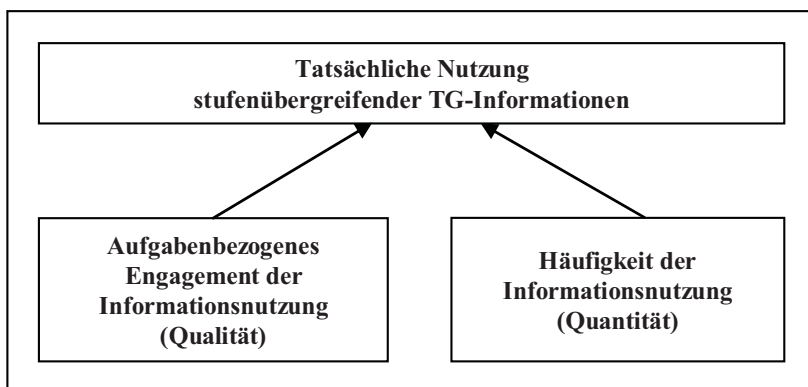 Tatsächliche Nutzung
stufenübergreifender TG-Informationen
Aufgabenbezogenes
Engagement der
Informationsnutzung
(Qualität)
Häufigkeit der
Informationsnutzung
(Quantität)